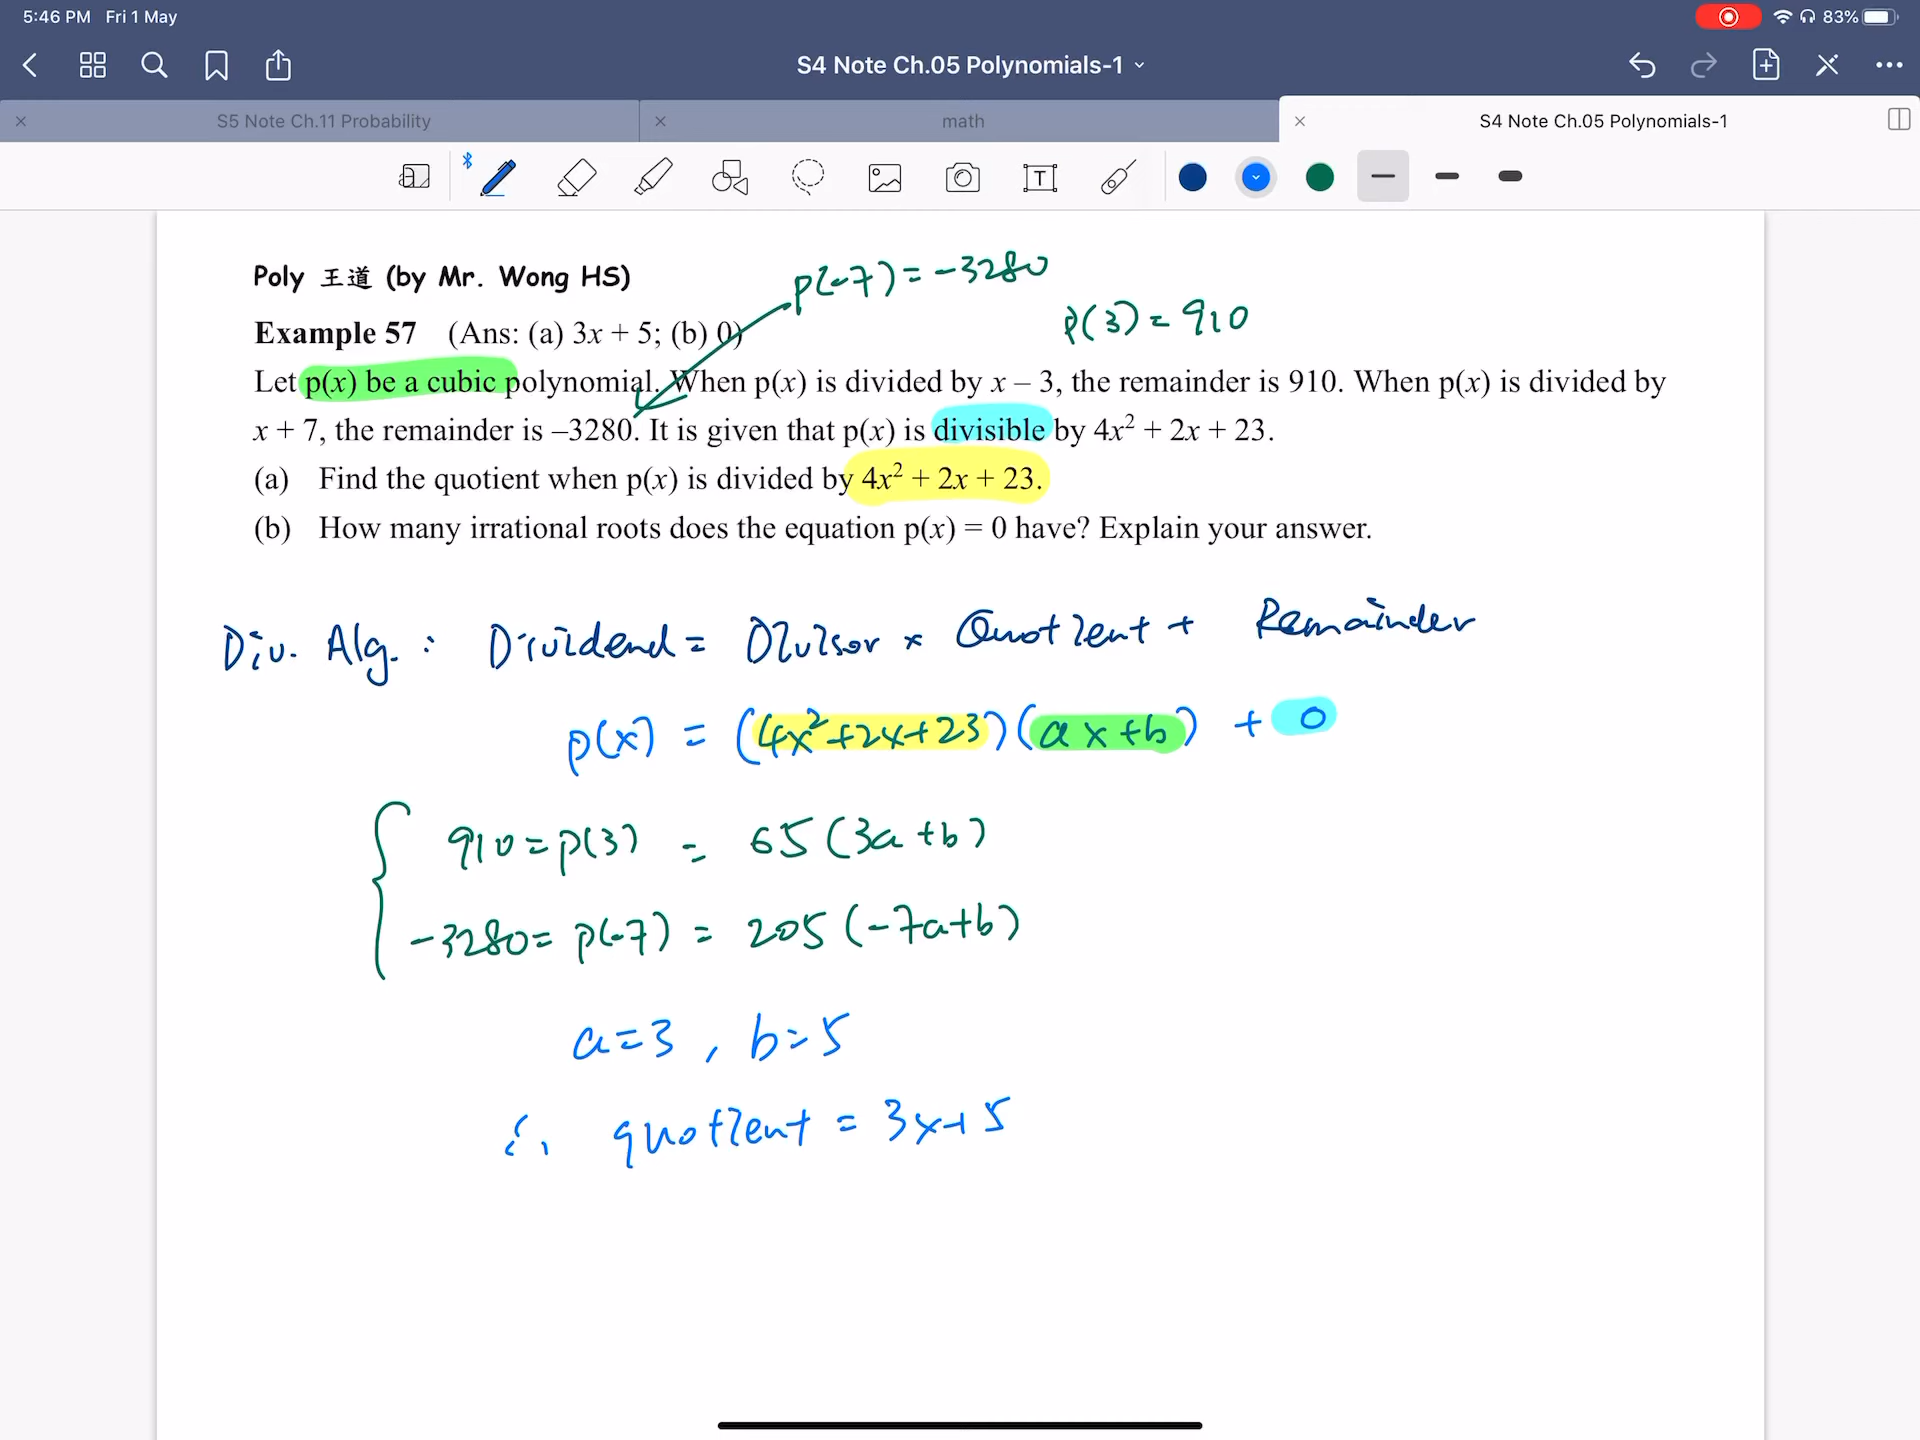 5:46 PM Fri 1 May
83%
S4 Note Ch.05 Polynomials-1
S5 Note Ch.11 Probability
math
S4 Note Ch.05 Polynomials-1
p(-7) = -3280
Poly 王道 (by Mr. Wong HS)
p(3) = 910
Example 57 (Ans: (a) 3x + 5; (b) 0)
Let p(x) be a cubic polynomial. When p(x) is divided by x – 3, the remainder is 910. When p(x) is divided by
x + 7, the remainder is –3280. It is given that p(x) is divisible by 4x² + 2x + 23.
(a) Find the quotient when p(x) is divided by 4x² + 2x + 23.
(b) How many irrational roots does the equation p(x) = 0 have? Explain your answer.
Div. Alg. : Dividend = Divisor × Quotient + Remainder
p(x) = (4x²+2x+23)(ax+b) + 0
910 = p(3) = 65(3a+b)
-3280 = p(-7) = 205(-7a+b)
a=3, b=5
∴ quotient = 3x+5